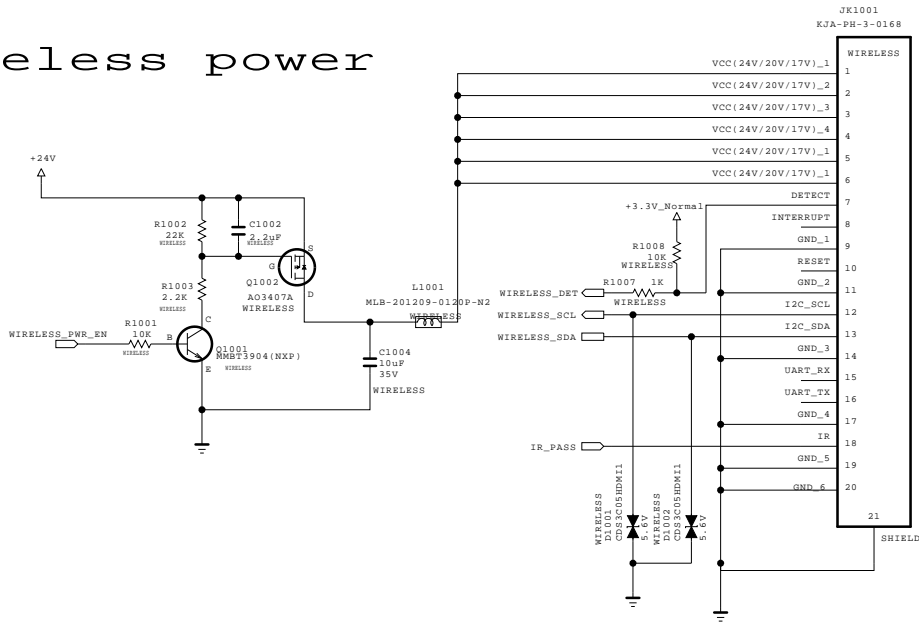 eless power
JK1001
KJA-PH-3-0168
WIRELESS
VCC(24V/20V/17V)_1
1
VCC(24V/20V/17V)_2
2
VCC(24V/20V/17V)_3
3
VCC(24V/20V/17V)_4
4
VCC(24V/20V/17V)_1
5
VCC(24V/20V/17V)_1
6
DETECT
7
INTERRUPT
8
GND_1
9
RESET
10
GND_2
11
I2C_SCL
12
I2C_SDA
13
GND_3
14
UART_RX
15
UART_TX
16
GND_4
17
IR
18
GND_5
19
GND_6
20
21
SHIELD
+24V
R1002
22K
WIRELESS
C1002
2.2uF
WIRELESS
R1003
2.2K
WIRELESS
S
G
D
Q1002
AO3407A
WIRELESS
WIRELESS_PWR_EN
R1001
10K
WIRELESS
C
B
E
Q1001
MMBT3904(NXP)
WIRELESS
L1001
MLB-201209-0120P-N2
WIRELESS
C1004
10uF
35V
WIRELESS
+3.3V_Normal
R1008
10K
WIRELESS
R1007 1K
WIRELESS
WIRELESS_DET
WIRELESS_SCL
WIRELESS_SDA
IR_PASS
WIRELESS
D1001
CDS3C05HDMI1
5.6V
WIRELESS
D1002
CDS3C05HDMI1
5.6V